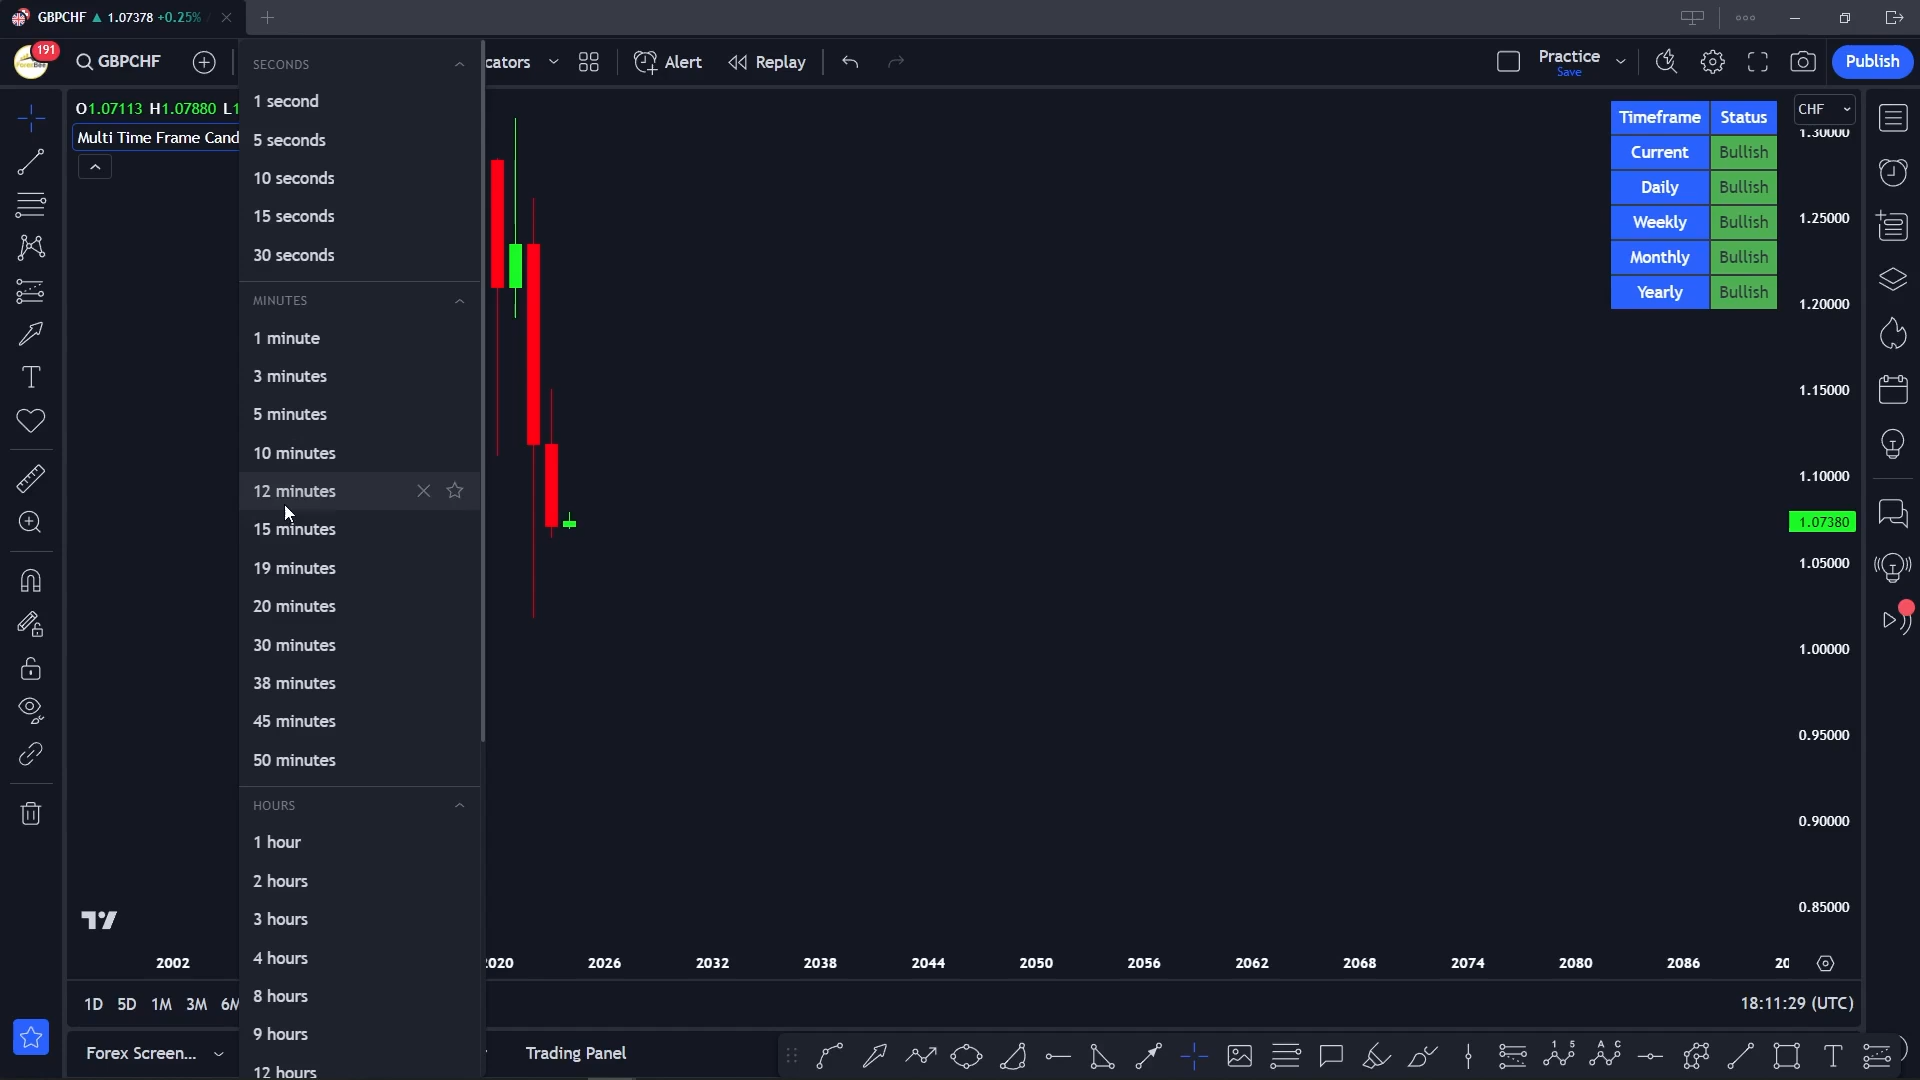 GBPCHF ▲ 1.07378 +0.25%
191
GBPCHF
cators
Alert
Replay
Practice
Save
Publish
O1.07113 H1.07880 L1
Multi Time Frame Cand
SECONDS
1 second
5 seconds
10 seconds
15 seconds
30 seconds
MINUTES
1 minute
3 minutes
5 minutes
10 minutes
12 minutes
15 minutes
19 minutes
20 minutes
30 minutes
38 minutes
45 minutes
50 minutes
HOURS
1 hour
2 hours
3 hours
4 hours
8 hours
9 hours
12 hours
Timeframe Status
Current Bullish
Daily Bullish
Weekly Bullish
Monthly Bullish
Yearly Bullish
CHF
1.30000
1.25000
1.20000
1.15000
1.10000
1.07380
1.05000
1.00000
0.95000
0.90000
0.85000
2002 2020 2026 2032 2038 2044 2050 2056 2062 2068 2074 2080 2086 20
1D 5D 1M 3M 6M
18:11:29 (UTC)
Forex Screen...
Trading Panel